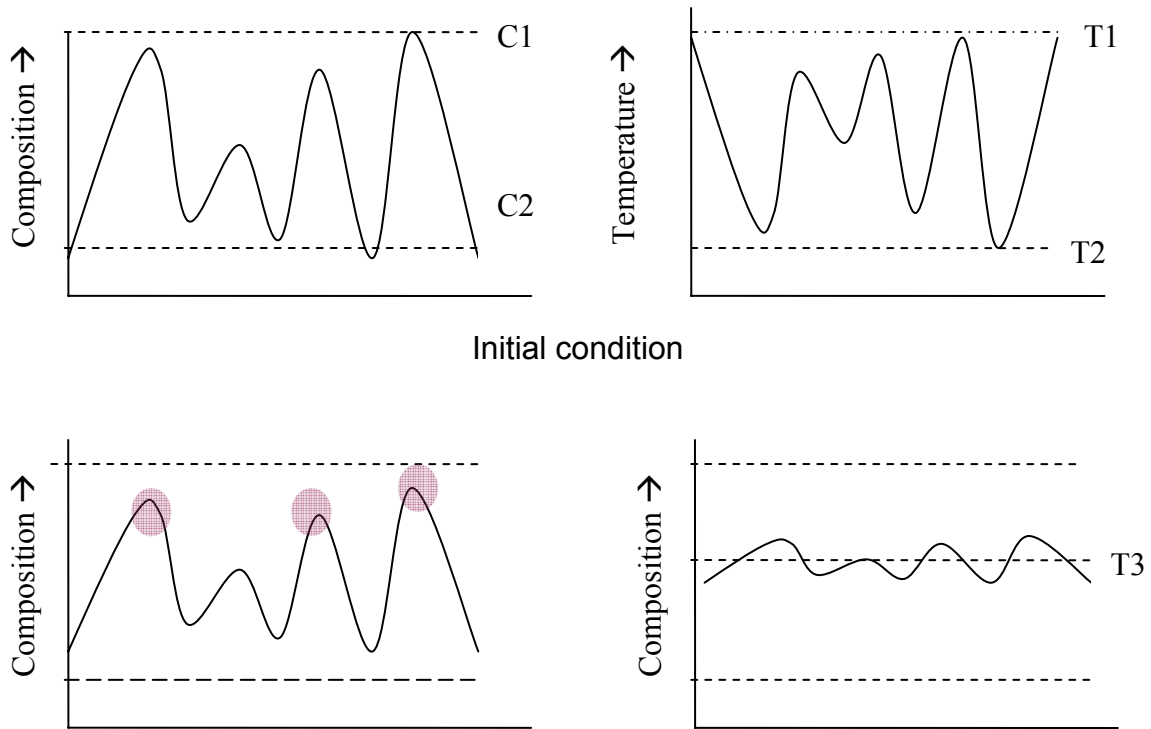 Composition →
C1
C2
Temperature →
T1
T2
Initial condition
Composition →
Composition →
T3